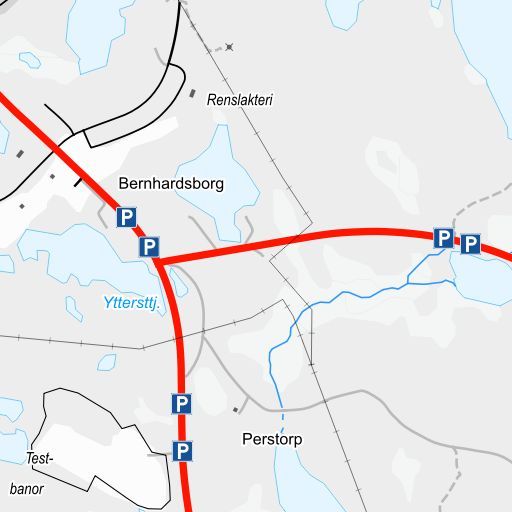 Renslakteri
Bernhardsborg
P
P
P
P
Yttersttj.
P
Perstorp
P
Test-
banor